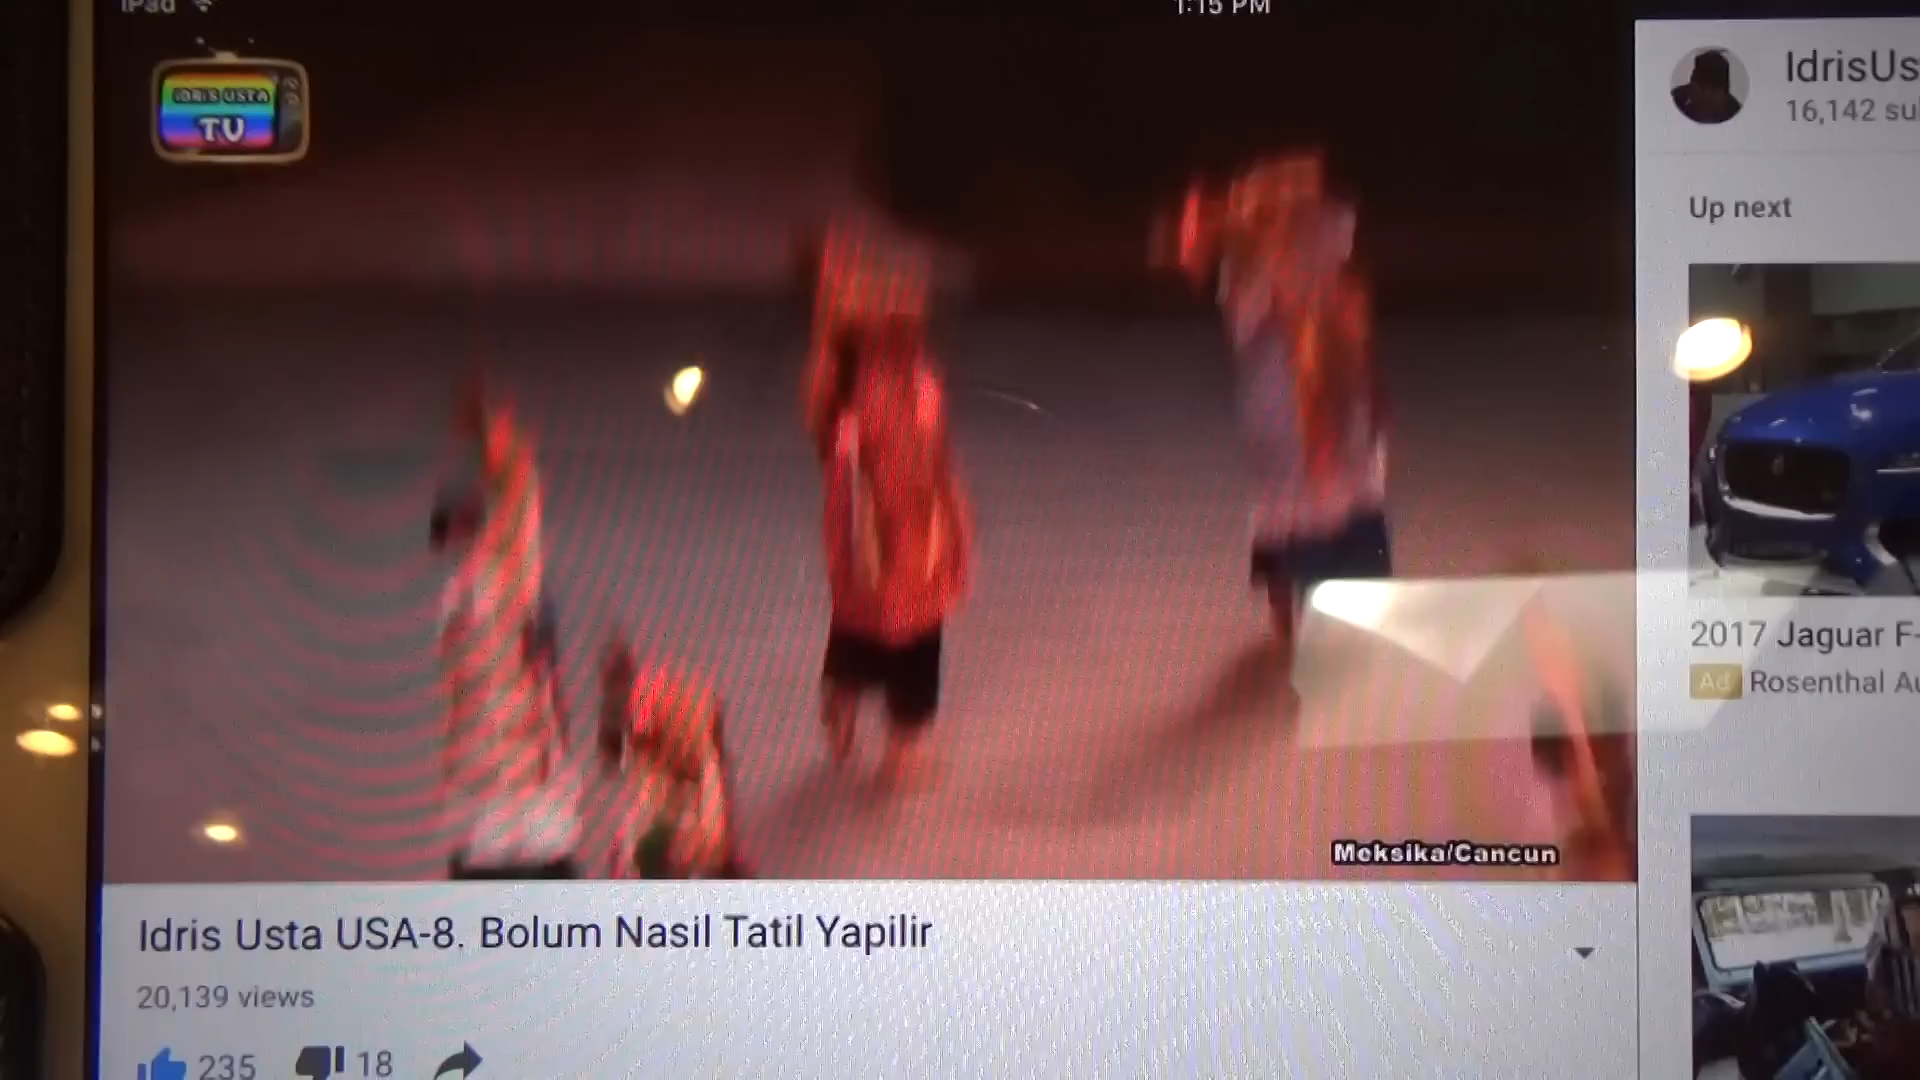 iPad
1:15 PM
IDRIS USTA
TV
Meksika/Cancun
Idris Usta USA-8. Bolum Nasil Tatil Yapilir
20,139 views
235
18
IdrisUs
16,142 su
Up next
2017 Jaguar F-
Ad Rosenthal Au